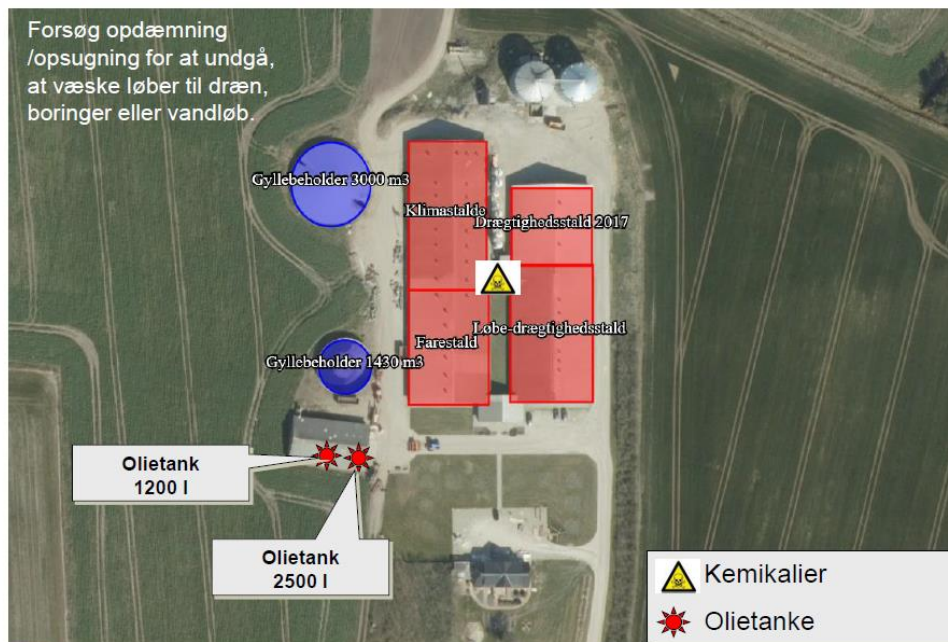 Forsøg opdæmning
/opsugning for at undgå,
at væske løber til dræn,
boringer eller vandløb.
Gyllebeholder 3000 m3
Klimastalde
Drægtighedsstald 2017
Løbe-drægtighedsstald
Farestald
Gyllebeholder 1430 m3
Olietank
1200 l
Olietank
2500 l
Kemikalier
Olietanke